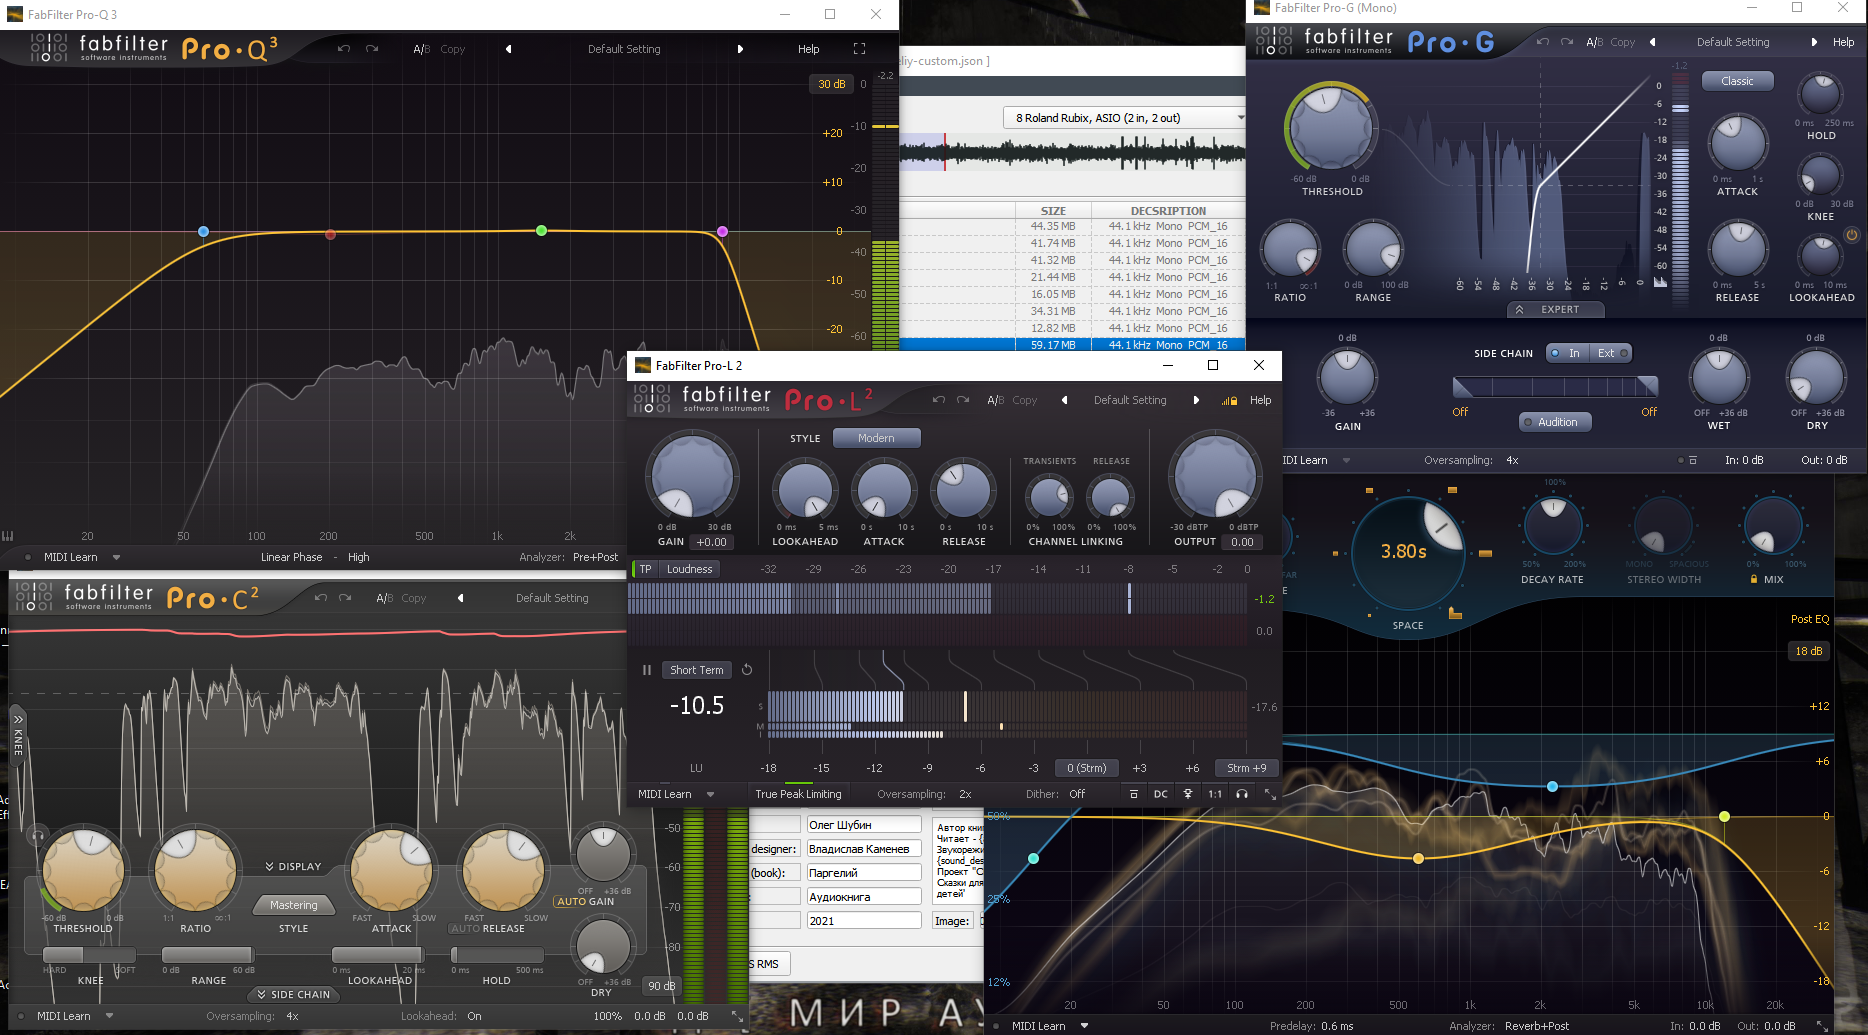 FabFilter Pro-Q 3
fabfilter
software instruments
Pro·Q³
A/B Copy
Default Setting
Help
30 dB
-2.2
0
+20
-10
+10
-20
-30
0
-40
-10
-50
-20
-60
20 50 100 200 500 1k 2k
MIDI Learn
Linear Phase - High
Analyzer: Pre+Post
eliy-custom.json ]
8 Roland Rubix, ASIO (2 in, 2 out)
SIZE DECSRIPTION
44.35 MB 44.1 kHz Mono PCM_16
41.74 MB 44.1 kHz Mono PCM_16
41.32 MB 44.1 kHz Mono PCM_16
21.44 MB 44.1 kHz Mono PCM_16
16.05 MB 44.1 kHz Mono PCM_16
34.31 MB 44.1 kHz Mono PCM_16
12.82 MB 44.1 kHz Mono PCM_16
59.17 MB 44.1 kHz Mono PCM_16
FabFilter Pro-G (Mono)
fabfilter
software instruments
Pro·G
A/B Copy
Default Setting
Help
-60 dB 0 dB
THRESHOLD
1:1 ∞:1
RATIO
0 dB 100 dB
RANGE
-1.2
0
-6
-12
-18
-24
-30
-36
-42
-48
-54
-60
-60 -54 -48 -42 -36 -30 -24 -18 -12 -6 0
EXPERT
Classic
0 ms 1 s
ATTACK
0 ms 5 s
RELEASE
0 ms 250 ms
HOLD
0 dB 30 dB
KNEE
0 ms 10 ms
LOOKAHEAD
0 dB
-36 +36
GAIN
SIDE CHAIN In Ext
Off Off
Audition
0 dB
OFF +36 dB
WET
0 dB
OFF +36 dB
DRY
IDI Learn
Oversampling: 4x
In: 0 dB
Out: 0 dB
FabFilter Pro-L 2
fabfilter
software instruments
Pro·L²
A/B Copy
Default Setting
Help
STYLE Modern
0 dB 30 dB
GAIN +0.00
0 ms 5 ms
LOOKAHEAD
0 s 10 s
ATTACK
0 s 10 s
RELEASE
TRANSIENTS RELEASE
0% 100% 0% 100%
CHANNEL LINKING
-30 dBTP 0 dBTP
OUTPUT 0.00
TP Loudness
-32 -29 -26 -23 -20 -17 -14 -11 -8 -5 -2 0
-1.2
0.0
Short Term
-10.5
S
M
I
-17.6
LU
-18 -15 -12 -9 -6 -3 0 (Strm) +3 +6 Strm +9
MIDI Learn
True Peak Limiting
Oversampling: 2x
Dither: Off
DC
1:1
fabfilter
software instruments
Pro·C²
A/B Copy
Default Setting
KNEE
-60 dB 0 dB
THRESHOLD
1:1 ∞:1
RATIO
DISPLAY
Mastering
STYLE
FAST SLOW
ATTACK
FAST SLOW
AUTO RELEASE
OFF +36 dB
AUTO GAIN
OFF +36 dB
DRY
HARD SOFT
KNEE
0 dB 60 dB
RANGE
0 ms 20 ms
LOOKAHEAD
0 ms 500 ms
HOLD
SIDE CHAIN
-50
-60
-70
-80
90 dB
MIDI Learn
Oversampling: 4x
Lookahead: On
100% 0.0 dB 0.0 dB
Олег Шубин
designer: Владислав Каменев
(book): Паргелий
Аудиокнига
2021
Автор кни
Читает - {
Звукорежи
{sound_des
Проект "С
Сказки для
детей'
Image:
S RMS
МИР АУ
3.80s
SPACE
100%
50% 200%
DECAY RATE
MONO SPACIOUS
STEREO WIDTH
0% 100%
MIX
Post EQ
18 dB
+12
+6
0
-6
-12
-18
50%
25%
12%
20 50 100 200 500 1k 2k 5k 10k 20k
MIDI Learn
Predelay: 0.6 ms
Analyzer: Reverb+Post
In: 0.0 dB
Out: 0.0 dB